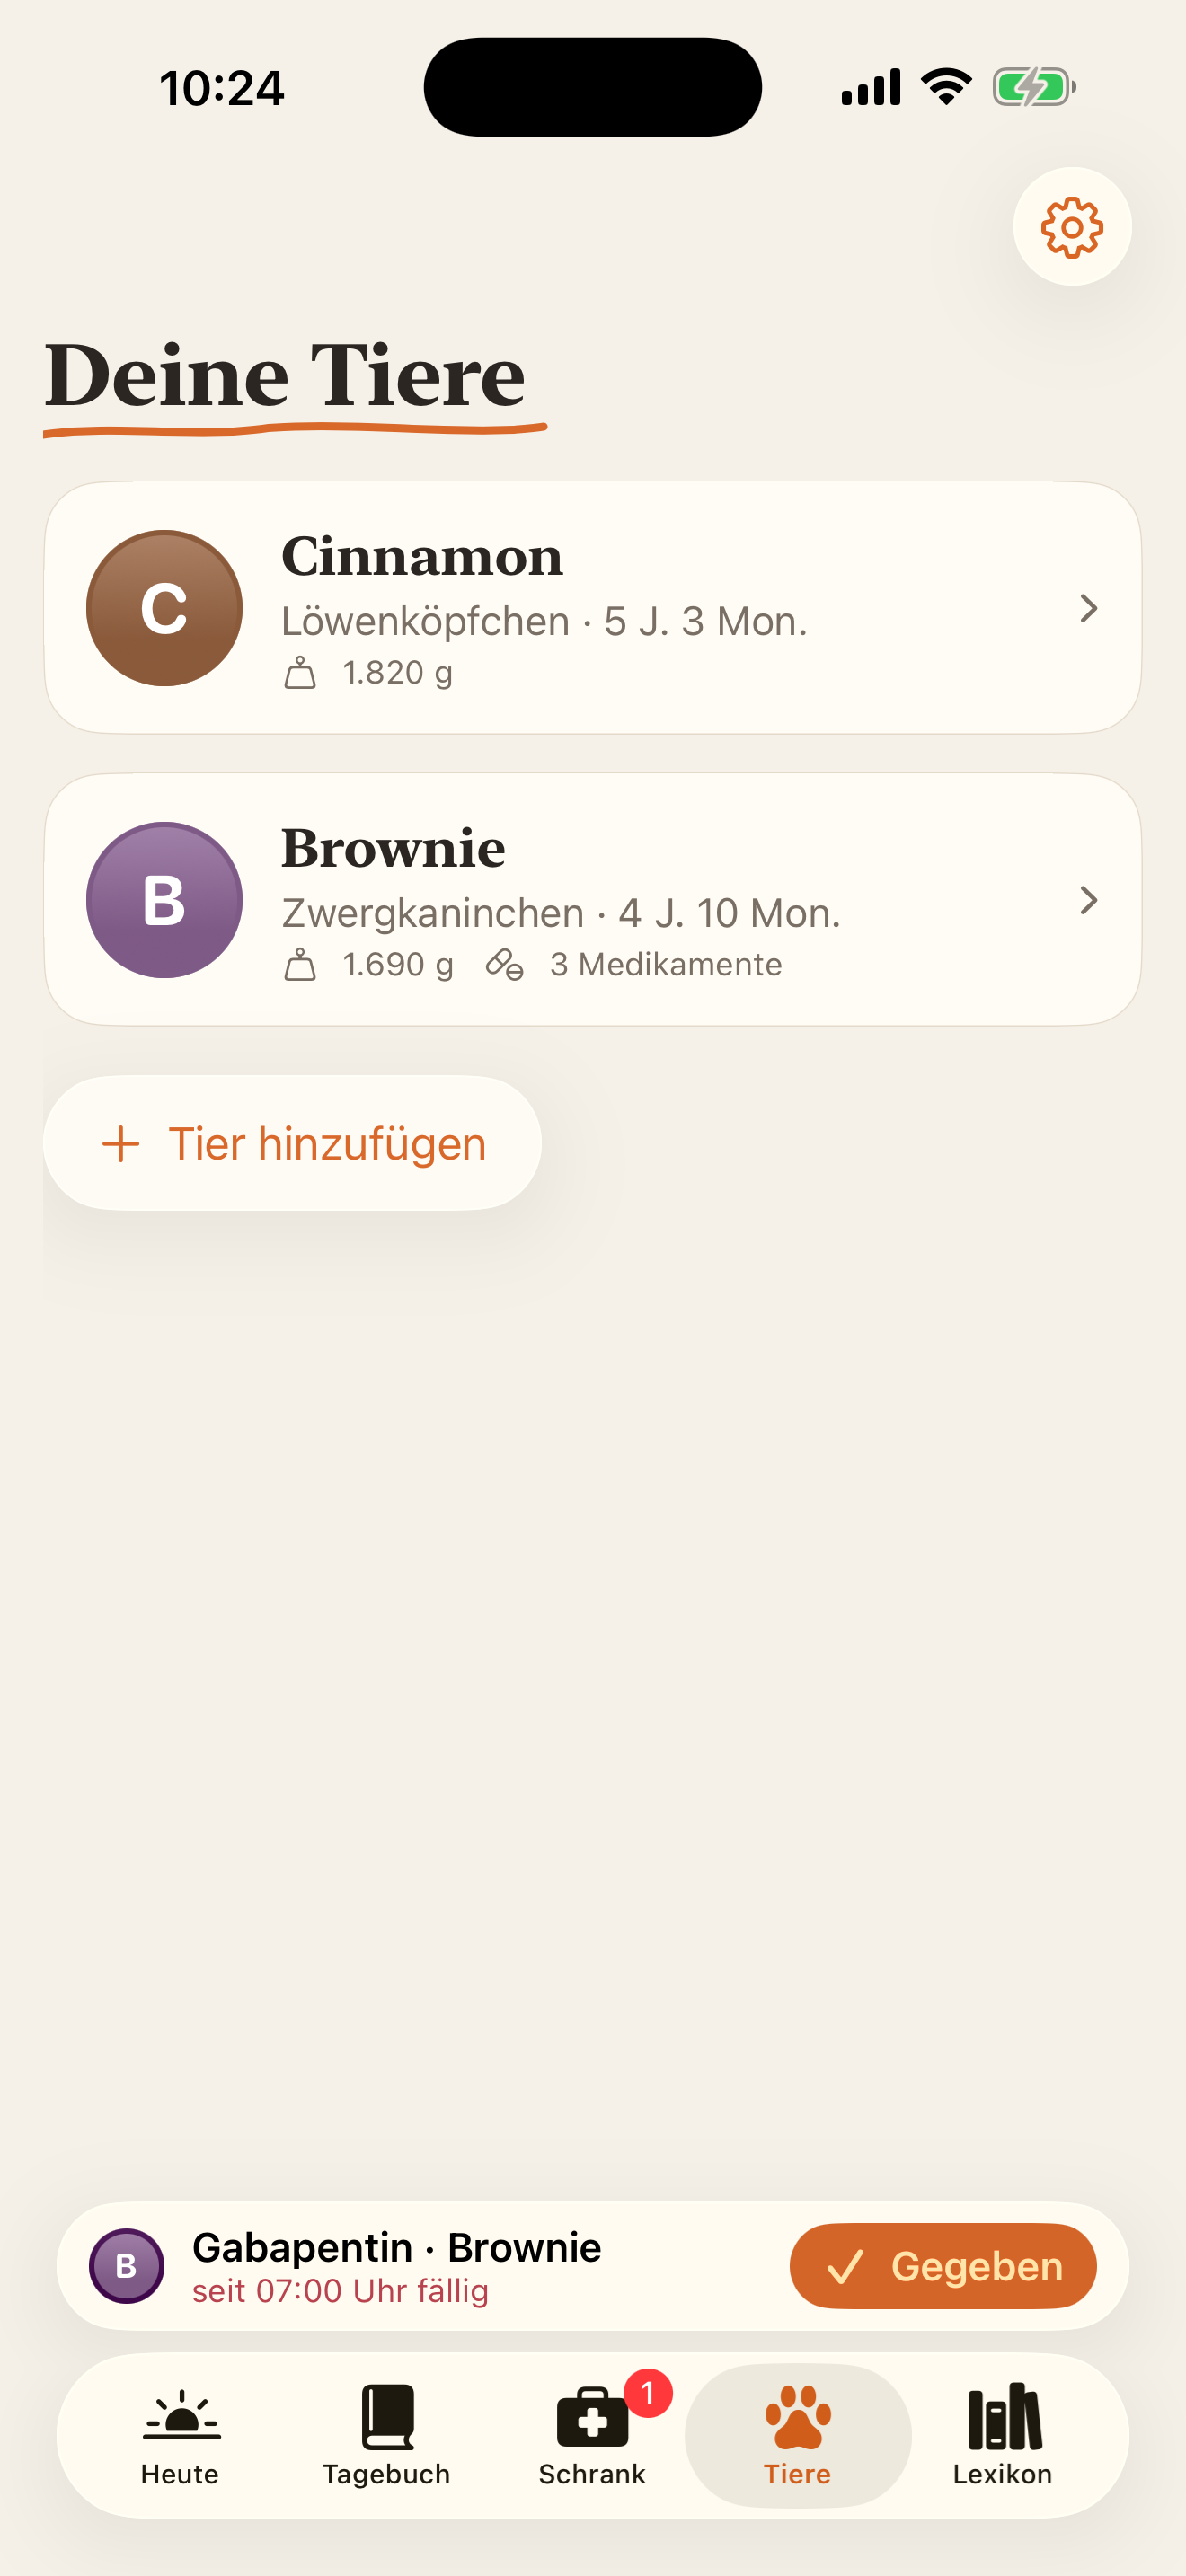 10:24
Deine Tiere
C
Cinnamon
Löwenköpfchen · 5 J. 3 Mon.
1.820 g
B
Brownie
Zwergkaninchen · 4 J. 10 Mon.
1.690 g 3 Medikamente
+ Tier hinzufügen
B
Gabapentin · Brownie
seit 07:00 Uhr fällig
Gegeben
1
Heute Tagebuch Schrank Tiere Lexikon